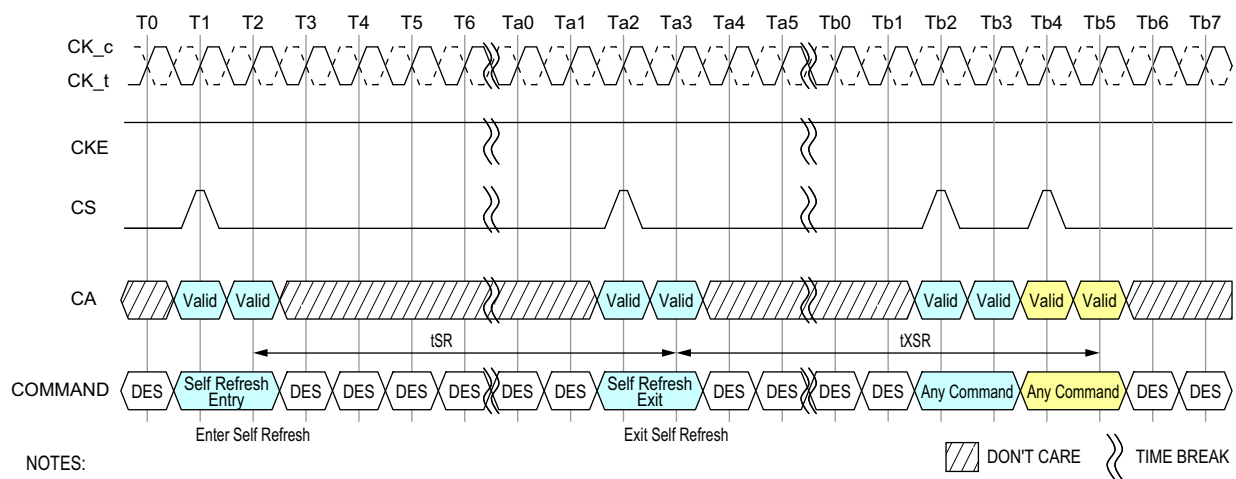 T0 T1 T2 T3 T4 T5 T6 Ta0 Ta1 Ta2 Ta3 Ta4 Ta5 Tb0 Tb1 Tb2 Tb3 Tb4 Tb5 Tb6 Tb7
CK_c
CK_t
CKE
CS
CA Valid Valid Valid Valid Valid Valid Valid Valid
tSR tXSR
COMMAND DES Self Refresh Entry DES DES DES DES DES DES Self Refresh Exit DES DES DES DES Any Command Any Command DES DES
Enter Self Refresh Exit Self Refresh
DON'T CARE TIME BREAK
NOTES: